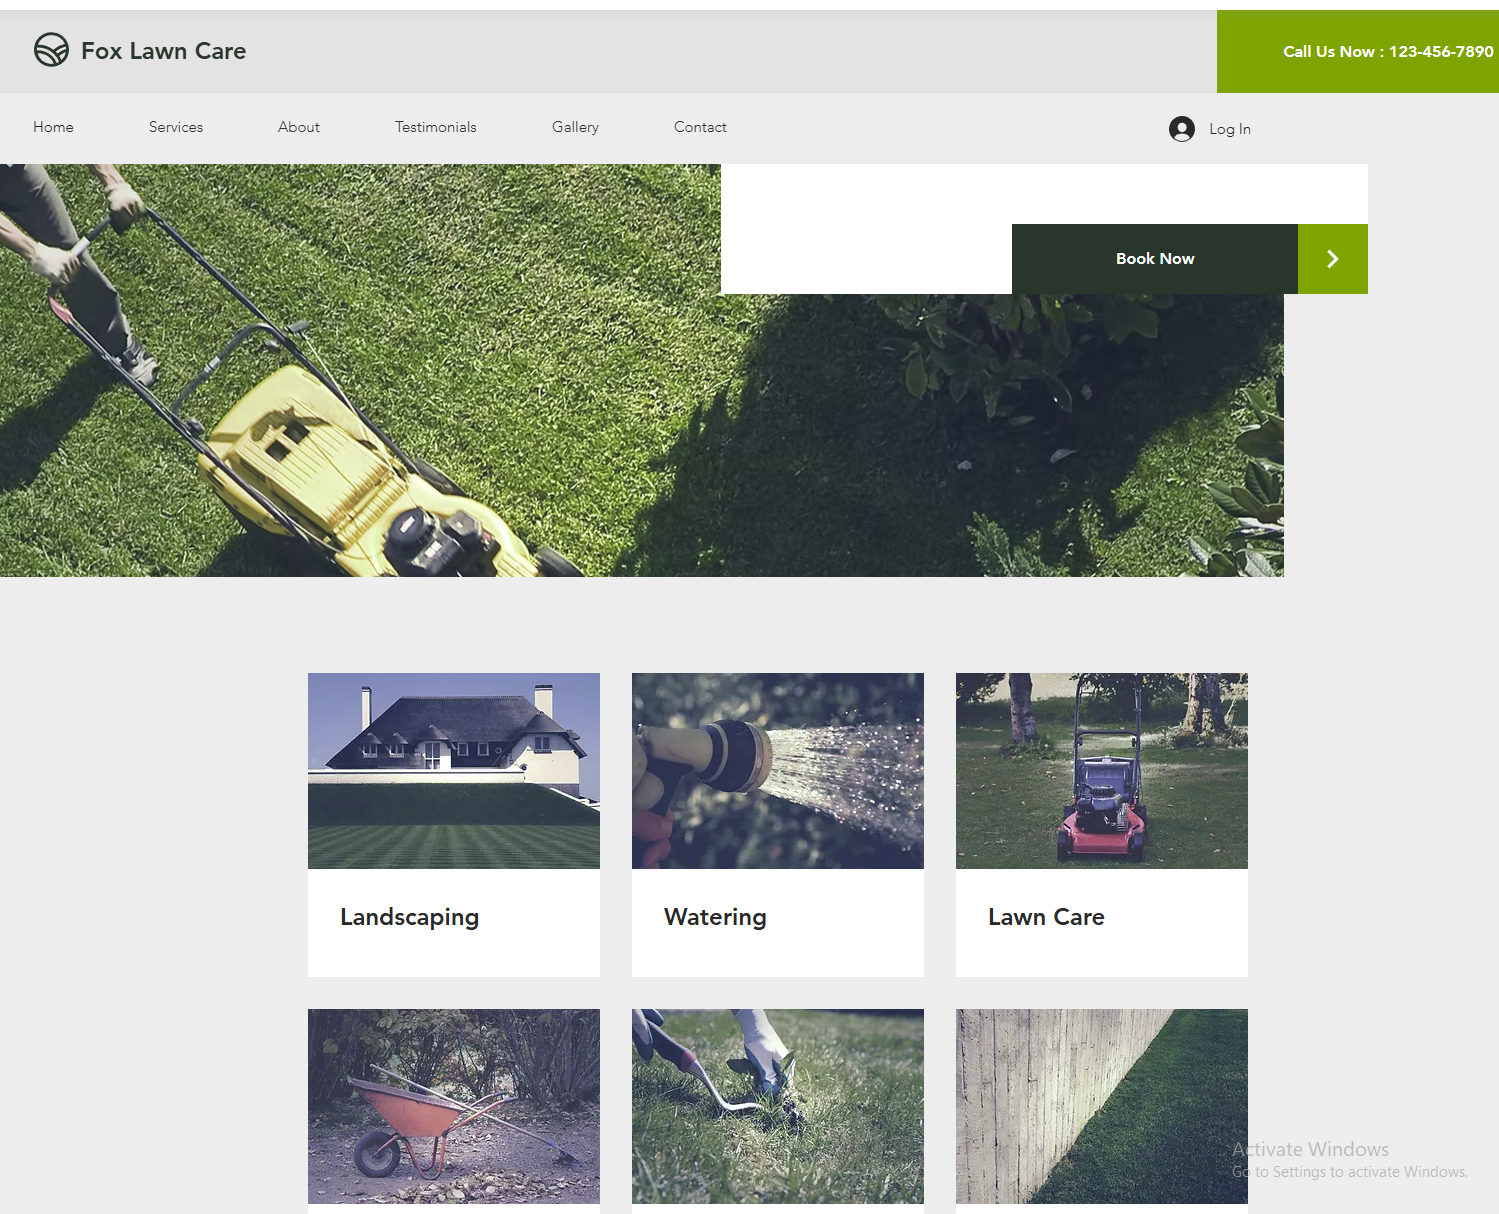 Fox Lawn Care
Call Us Now : 123-456-7890
Home
Services
About
Testimonials
Gallery
Contact
Log In
Book Now
Landscaping
Watering
Lawn Care
Activate Windows
Go to Settings to activate Windows.